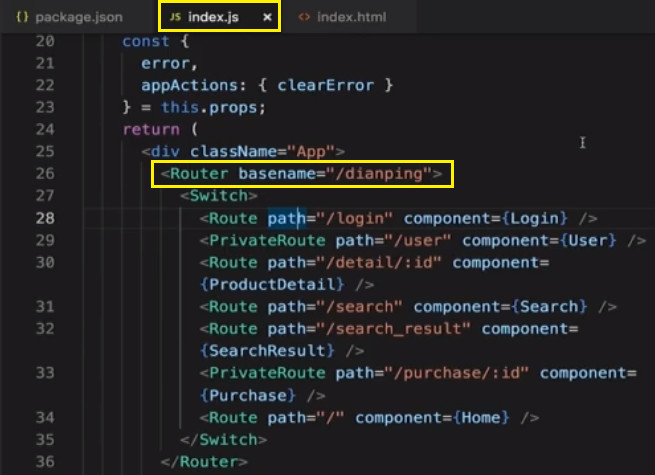 {} package.json JS index.js × <> index.html
20 const {
21 error,
22 appActions: { clearError }
23 } = this.props;
24 return (
25 <div className="App">
26 <Router basename="/dianping">
27 <Switch>
28 <Route path="/login" component={Login} />
29 <PrivateRoute path="/user" component={User} />
30 <Route path="/detail/:id" component=
{ProductDetail} />
31 <Route path="/search" component={Search} />
32 <Route path="/search_result" component=
{SearchResult} />
33 <PrivateRoute path="/purchase/:id" component=
{Purchase} />
34 <Route path="/" component={Home} />
35 </Switch>
36 </Router>